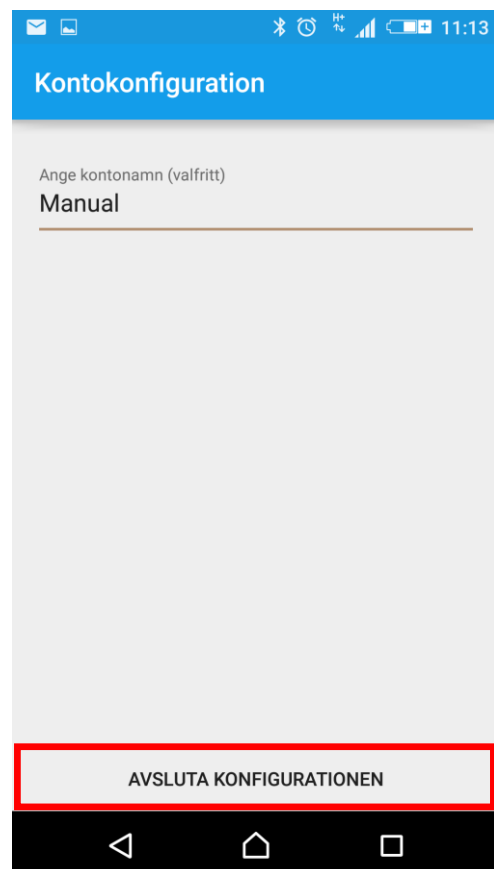 H+
11:13
Kontokonfiguration
Ange kontonamn (valfritt)
Manual
AVSLUTA KONFIGURATIONEN